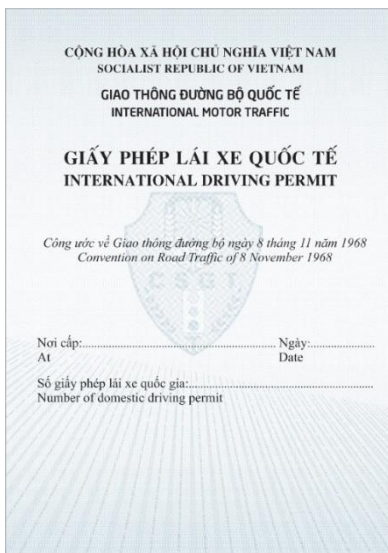 CỘNG HÒA XÃ HỘI CHỦ NGHĨA VIỆT NAM
SOCIALIST REPUBLIC OF VIETNAM
GIAO THÔNG ĐƯỜNG BỘ QUỐC TẾ
INTERNATIONAL MOTOR TRAFFIC
GIẤY PHÉP LÁI XE QUỐC TẾ
INTERNATIONAL DRIVING PERMIT
Công ước về Giao thông đường bộ ngày 8 tháng 11 năm 1968
Convention on Road Traffic of 8 November 1968
CSGT
Nơi cấp:.................................................. Ngày:.................
At Date
Số giấy phép lái xe quốc gia:................................................
Number of domestic driving permit